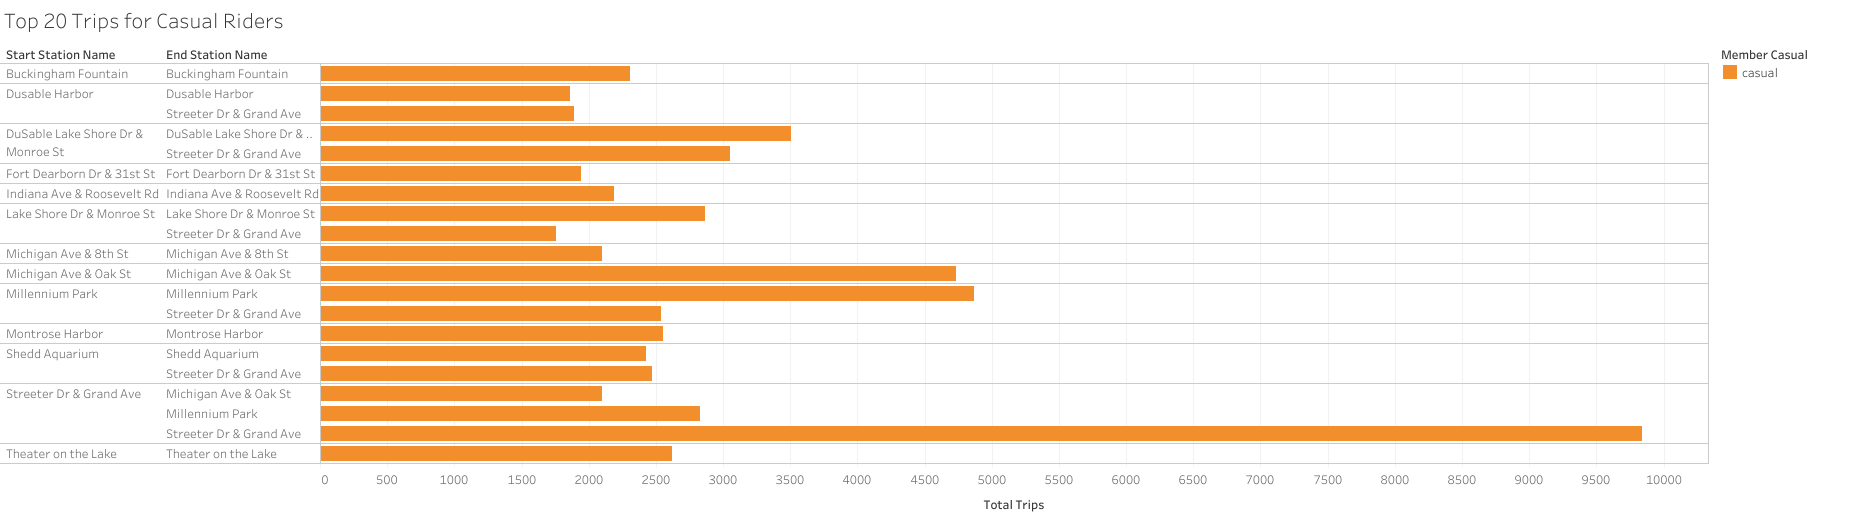 Top 20 Trips for Casual Riders
Start Station Name End Station Name
Member Casual
casual
Buckingham Fountain Buckingham Fountain
Dusable Harbor Dusable Harbor
Streeter Dr & Grand Ave
DuSable Lake Shore Dr & DuSable Lake Shore Dr & ..
Monroe St
Streeter Dr & Grand Ave
Fort Dearborn Dr & 31st St Fort Dearborn Dr & 31st St
Indiana Ave & Roosevelt Rd Indiana Ave & Roosevelt Rd
Lake Shore Dr & Monroe St Lake Shore Dr & Monroe St
Streeter Dr & Grand Ave
Michigan Ave & 8th St Michigan Ave & 8th St
Michigan Ave & Oak St Michigan Ave & Oak St
Millennium Park Millennium Park
Streeter Dr & Grand Ave
Montrose Harbor Montrose Harbor
Shedd Aquarium Shedd Aquarium
Streeter Dr & Grand Ave
Streeter Dr & Grand Ave Michigan Ave & Oak St
Millennium Park
Streeter Dr & Grand Ave
Theater on the Lake Theater on the Lake
0 500 1000 1500 2000 2500 3000 3500 4000 4500 5000 5500 6000 6500 7000 7500 8000 8500 9000 9500 10000
Total Trips